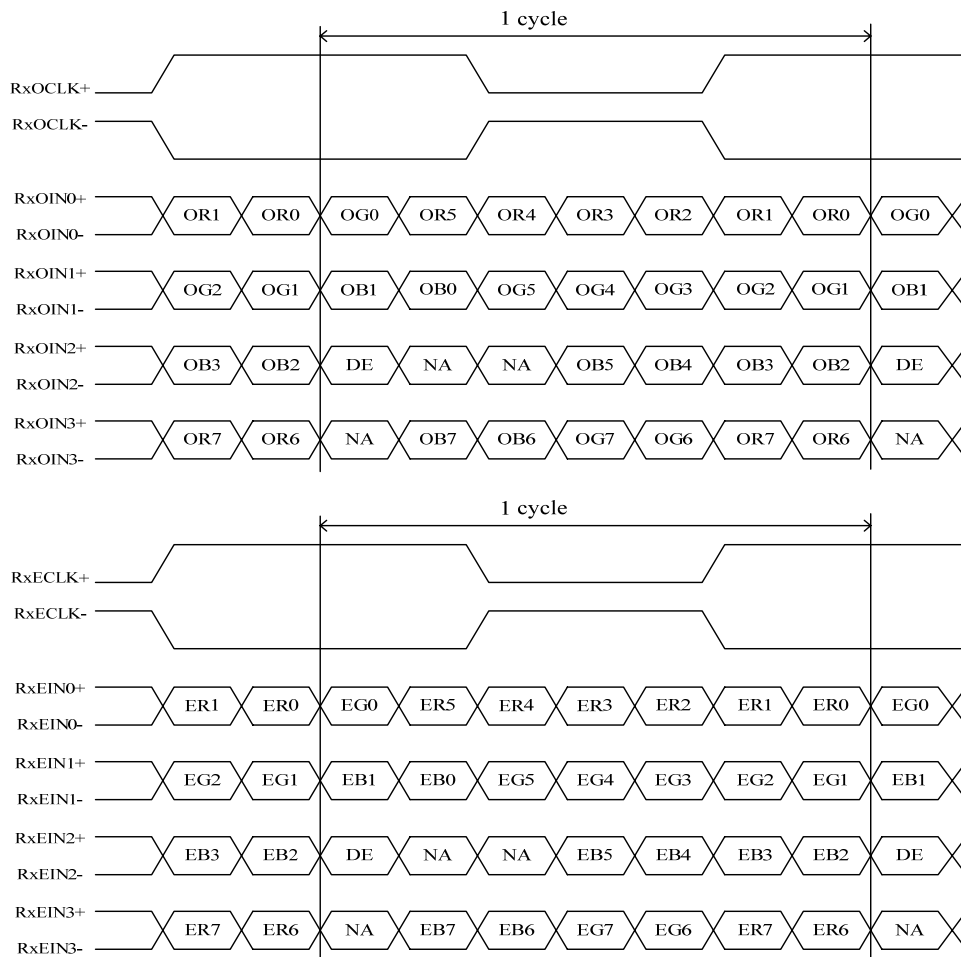 1 cycle
RxOCLK+
RxOCLK-
RxOIN0+
OR1 OR0 OG0 OR5 OR4 OR3 OR2 OR1 OR0 OG0
RxOIN0-
RxOIN1+
OG2 OG1 OB1 OB0 OG5 OG4 OG3 OG2 OG1 OB1
RxOIN1-
RxOIN2+
OB3 OB2 DE NA NA OB5 OB4 OB3 OB2 DE
RxOIN2-
RxOIN3+
OR7 OR6 NA OB7 OB6 OG7 OG6 OR7 OR6 NA
RxOIN3-
1 cycle
RxECLK+
RxECLK-
RxEIN0+
ER1 ER0 EG0 ER5 ER4 ER3 ER2 ER1 ER0 EG0
RxEIN0-
RxEIN1+
EG2 EG1 EB1 EB0 EG5 EG4 EG3 EG2 EG1 EB1
RxEIN1-
RxEIN2+
EB3 EB2 DE NA NA EB5 EB4 EB3 EB2 DE
RxEIN2-
RxEIN3+
ER7 ER6 NA EB7 EB6 EG7 EG6 ER7 ER6 NA
RxEIN3-